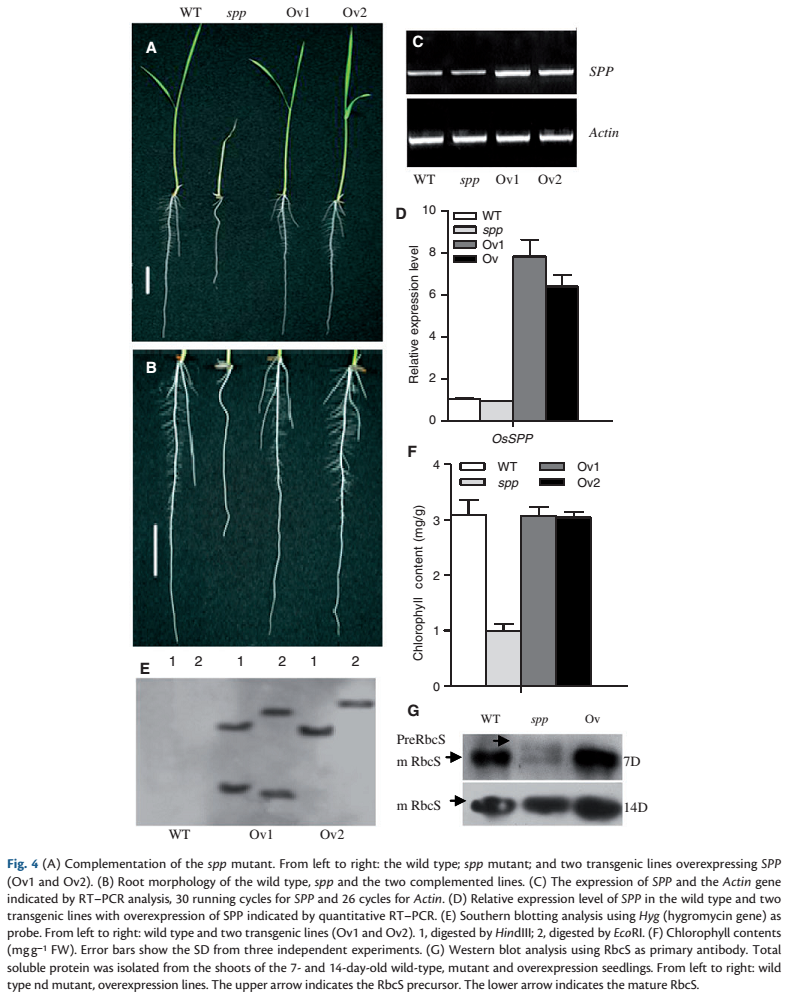 WT spp Ov1 Ov2
A
B
C
SPP
Actin
WT spp Ov1 Ov2
D
10
8
6
4
2
0
Relative expression level
WT
spp
Ov1
Ov
OsSPP
E
1 2 1 2 1 2
WT Ov1 Ov2
F
4
3
2
1
0
Chlorophyll content (mg/g)
WT Ov1
spp Ov2
G
WT spp Ov
PreRbcS
m RbcS 7D
m RbcS 14D
Fig. 4 (A) Complementation of the spp mutant. From left to right: the wild type; spp mutant; and two transgenic lines overexpressing SPP
(Ov1 and Ov2). (B) Root morphology of the wild type, spp and the two complemented lines. (C) The expression of SPP and the Actin gene
indicated by RT–PCR analysis, 30 running cycles for SPP and 26 cycles for Actin. (D) Relative expression level of SPP in the wild type and two
transgenic lines with overexpression of SPP indicated by quantitative RT–PCR. (E) Southern blotting analysis using Hyg (hygromycin gene) as
probe. From left to right: wild type and two transgenic lines (Ov1 and Ov2). 1, digested by HindIII; 2, digested by EcoRI. (F) Chlorophyll contents
(mg g⁻¹ FW). Error bars show the SD from three independent experiments. (G) Western blot analysis using RbcS as primary antibody. Total
soluble protein was isolated from the shoots of the 7- and 14-day-old wild-type, mutant and overexpression seedlings. From left to right: wild
type nd mutant, overexpression lines. The upper arrow indicates the RbcS precursor. The lower arrow indicates the mature RbcS.